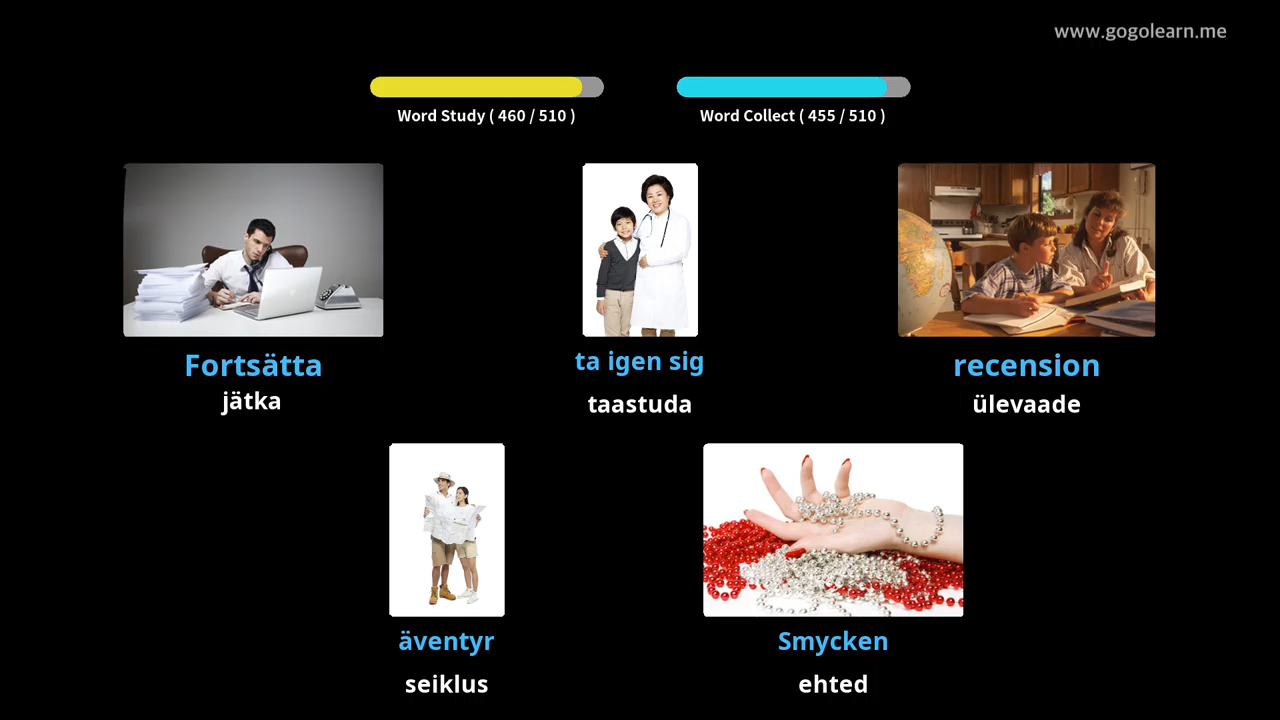 www.gogolearn.me
Word Study ( 460 / 510 )
Word Collect ( 455 / 510 )
Fortsätta
jätka
ta igen sig
taastuda
recension
ülevaade
äventyr
seiklus
Smycken
ehted